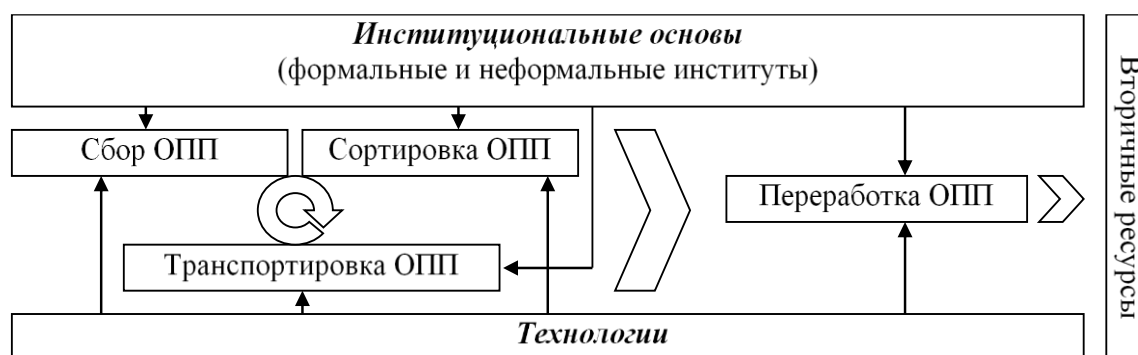 Институциональные основы
(формальные и неформальные институты)
Сбор ОПП
Сортировка ОПП
Переработка ОПП
Транспортировка ОПП
Технологии
Вторичные ресурсы